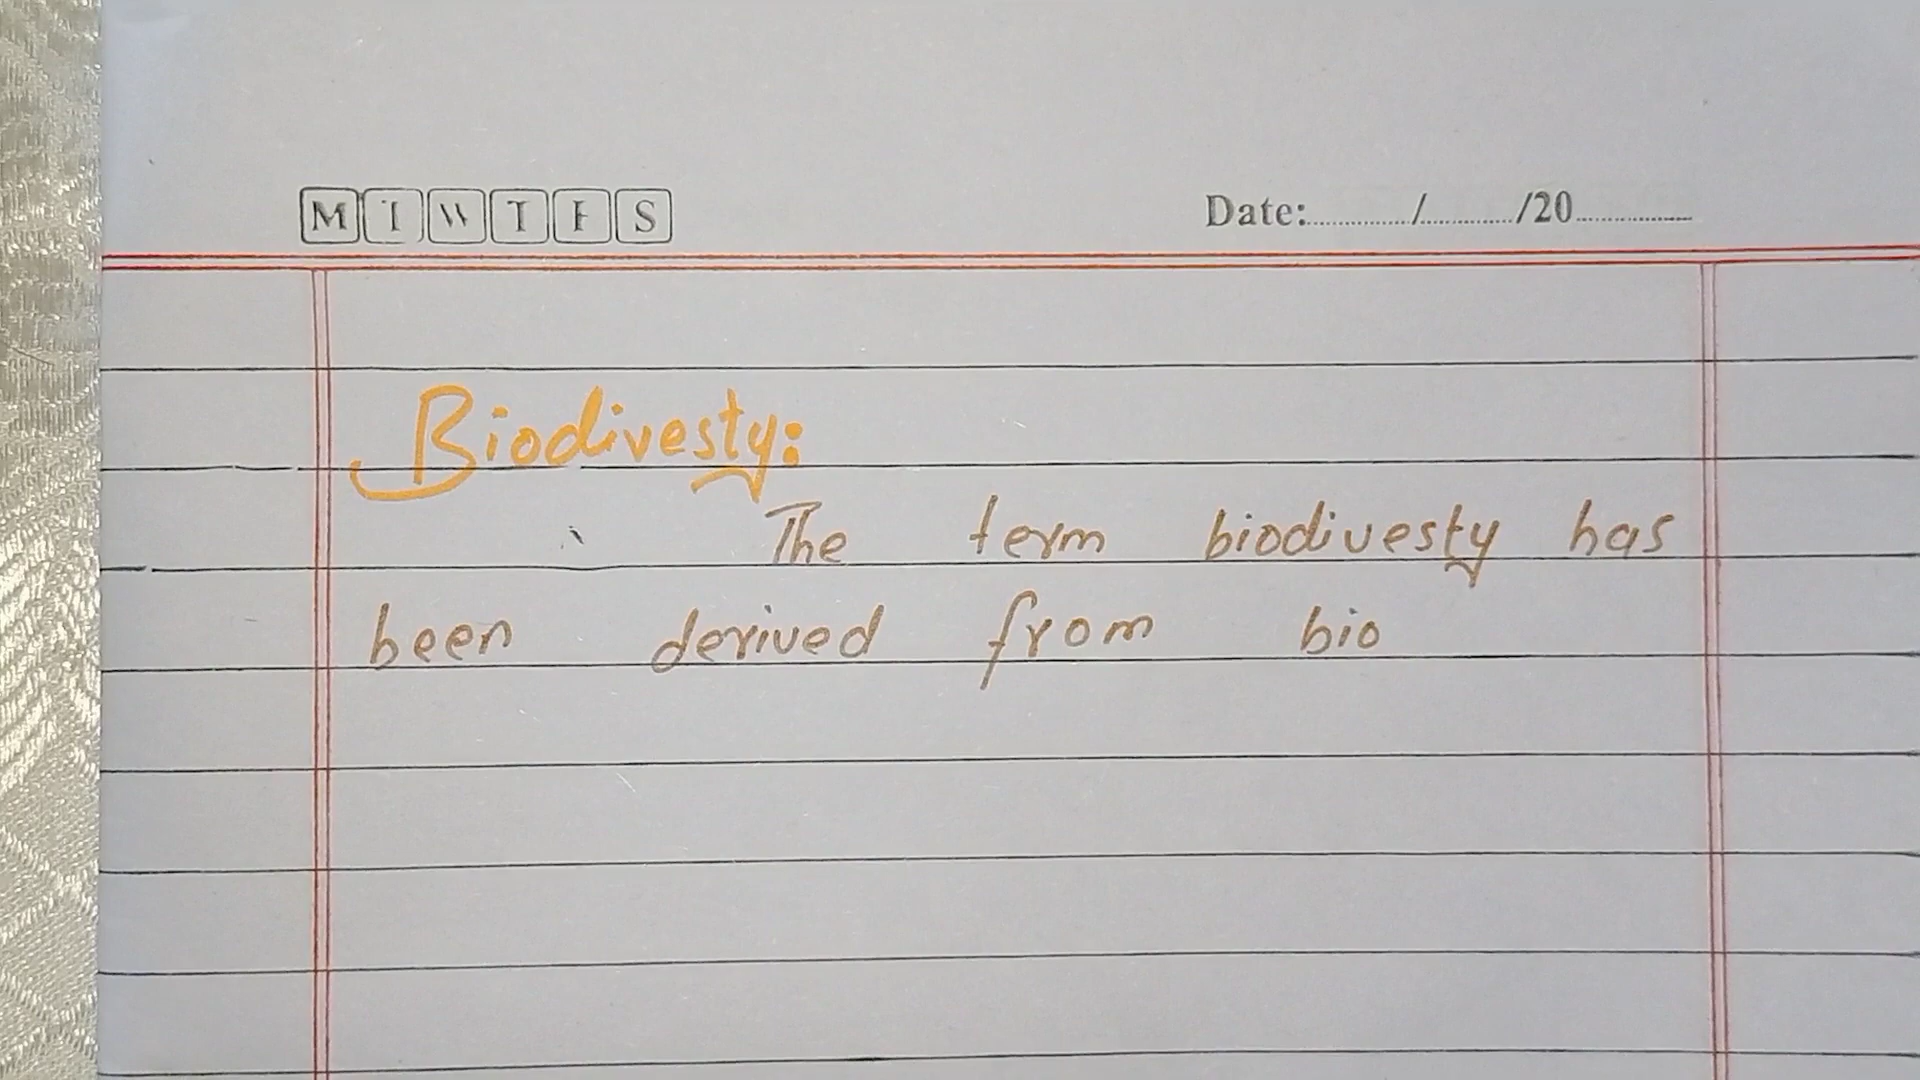 M T W T F S Date:............/............/20................
Biodivesty:
The term biodivesty has
been derived from bio